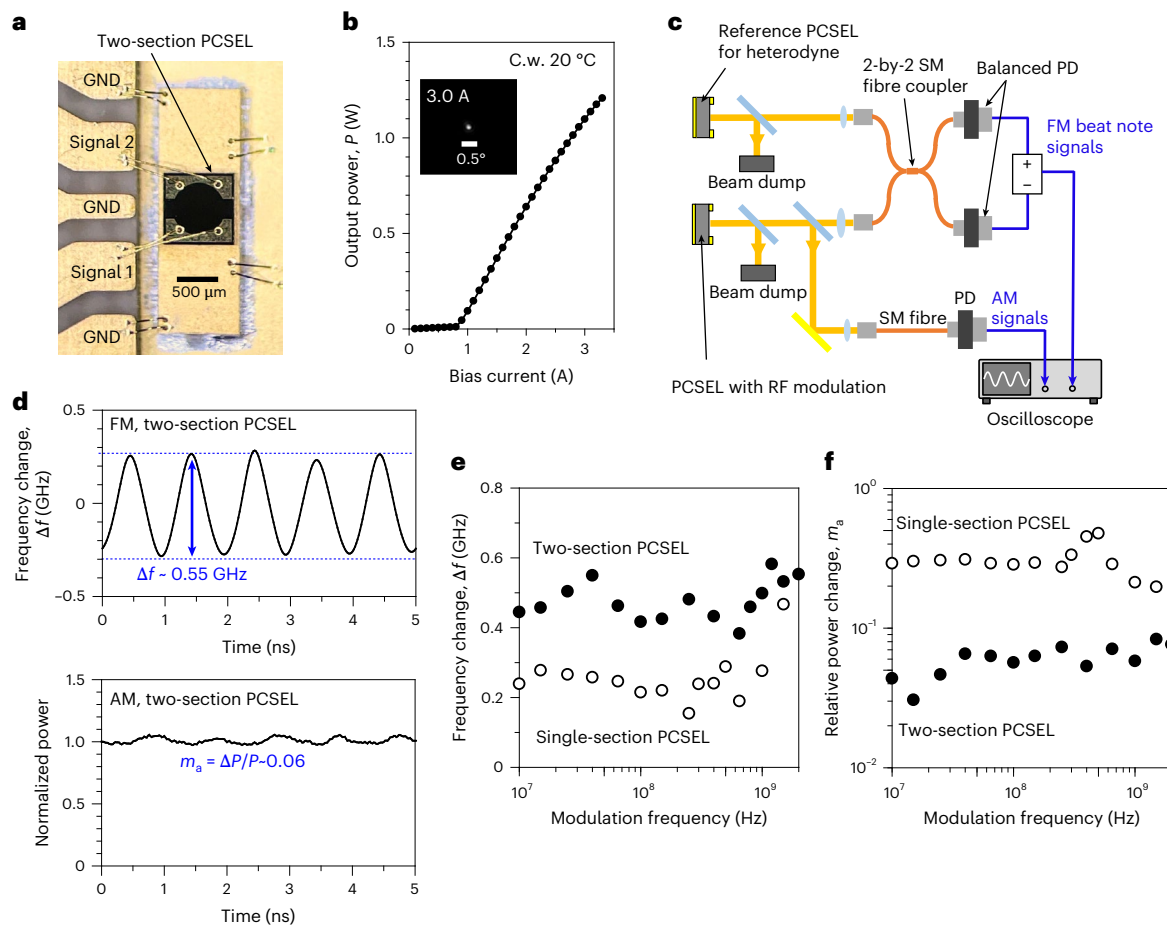 a
Two-section PCSEL
GND
Signal 2
GND
Signal 1
GND
500 µm
b
1.5
1.0
0.5
0
0
1
2
3
Output power, P (W)
Bias current (A)
C.w. 20 °C
3.0 A
0.5°
c
Reference PCSEL
for heterodyne
2-by-2 SM
fibre coupler
Balanced PD
FM beat note
signals
+
−
Beam dump
Beam dump
SM fibre
PD
AM
signals
PCSEL with RF modulation
Oscilloscope
d
FM, two-section PCSEL
0.5
0
−0.5
Frequency change,
Δf (GHz)
Δf ~ 0.55 GHz
0
1
2
3
4
5
Time (ns)
AM, two-section PCSEL
1.5
1.0
0.5
0
Normalized power
mₐ = ΔP/P~0.06
0
1
2
3
4
5
Time (ns)
e
0.8
0.6
0.4
0.2
0
Frequency change, Δf (GHz)
Two-section PCSEL
Single-section PCSEL
10⁷
10⁸
10⁹
Modulation frequency (Hz)
f
10⁰
10⁻¹
10⁻²
Relative power change, mₐ
Single-section PCSEL
Two-section PCSEL
10⁷
10⁸
10⁹
Modulation frequency (Hz)